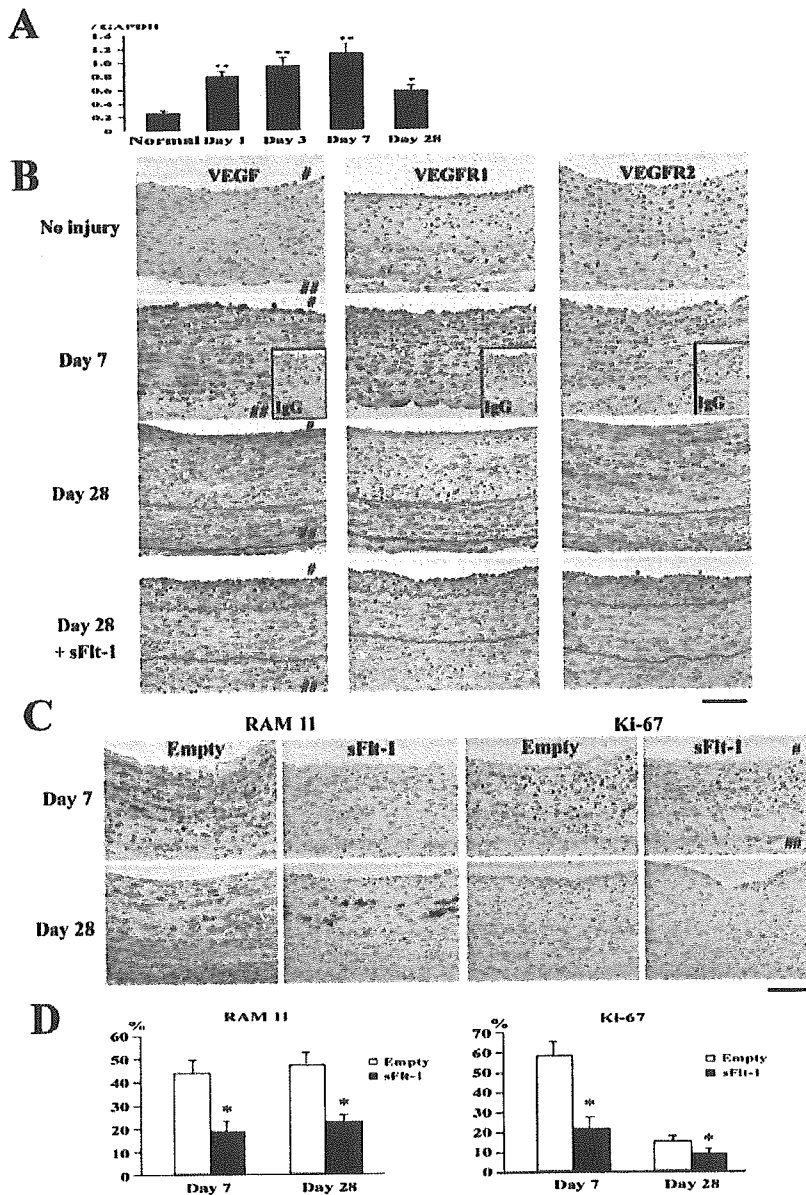 A
/ GAPDH
1.4
1.2
1.0
0.8
0.6
0.4
0.2
0
** ** ** *
Normal Day 1 Day 3 Day 7 Day 28
B
VEGF # VEGFR1 VEGFR2
No injury
##
#
Day 7
## IgG IgG IgG
#
Day 28
##
#
Day 28
+ sFlt-1
##
C
RAM 11 Ki-67
Empty sFlt-1 Empty sFlt-1 #
Day 7
##
Day 28
D
RAM 11
%
60
50
40
30
20
10
0
Empty
sFlt-1
* *
Day 7 Day 28
Ki-67
%
70
60
50
40
30
20
10
0
Empty
sFlt-1
* *
Day 7 Day 28